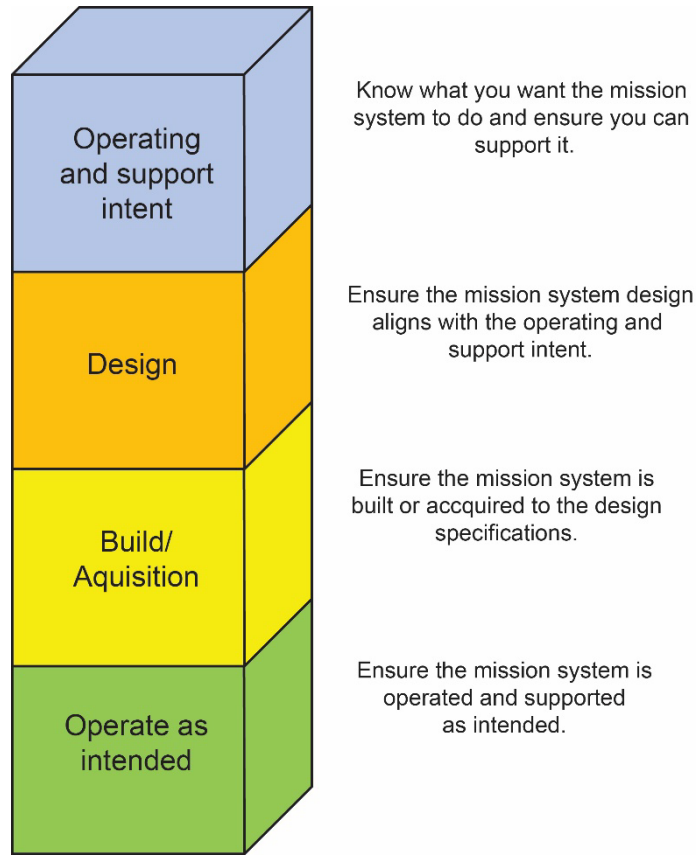 Operating
and support
intent
Know what you want the mission
system to do and ensure you can
support it.
Design
Ensure the mission system design
aligns with the operating and
support intent.
Build/
Aquisition
Ensure the mission system is
built or accquired to the design
specifications.
Operate as
intended
Ensure the mission system is
operated and supported
as intended.